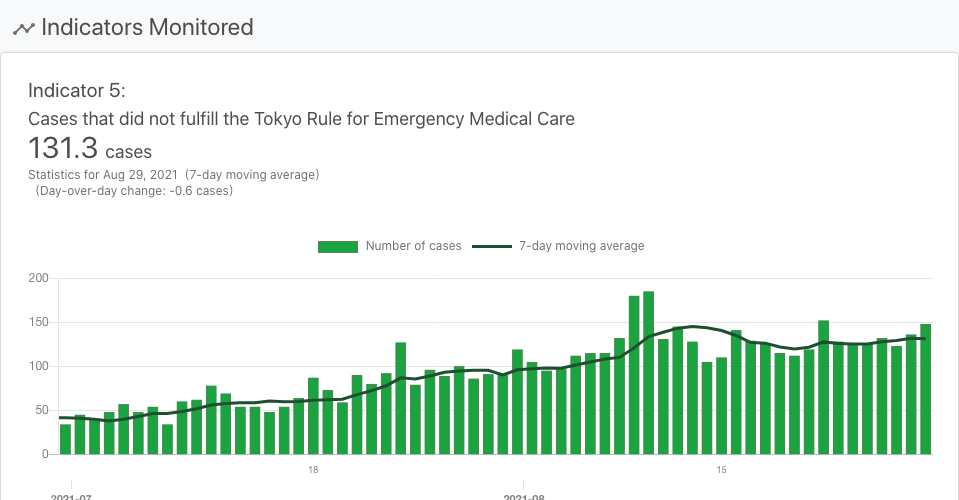 Indicators Monitored
Indicator 5:
Cases that did not fulfill the Tokyo Rule for Emergency Medical Care
131.3 cases
Statistics for Aug 29, 2021 (7-day moving average)
(Day-over-day change: -0.6 cases)
Number of cases 7-day moving average
200
150
100
50
0
18 15
2021-07 2021-08